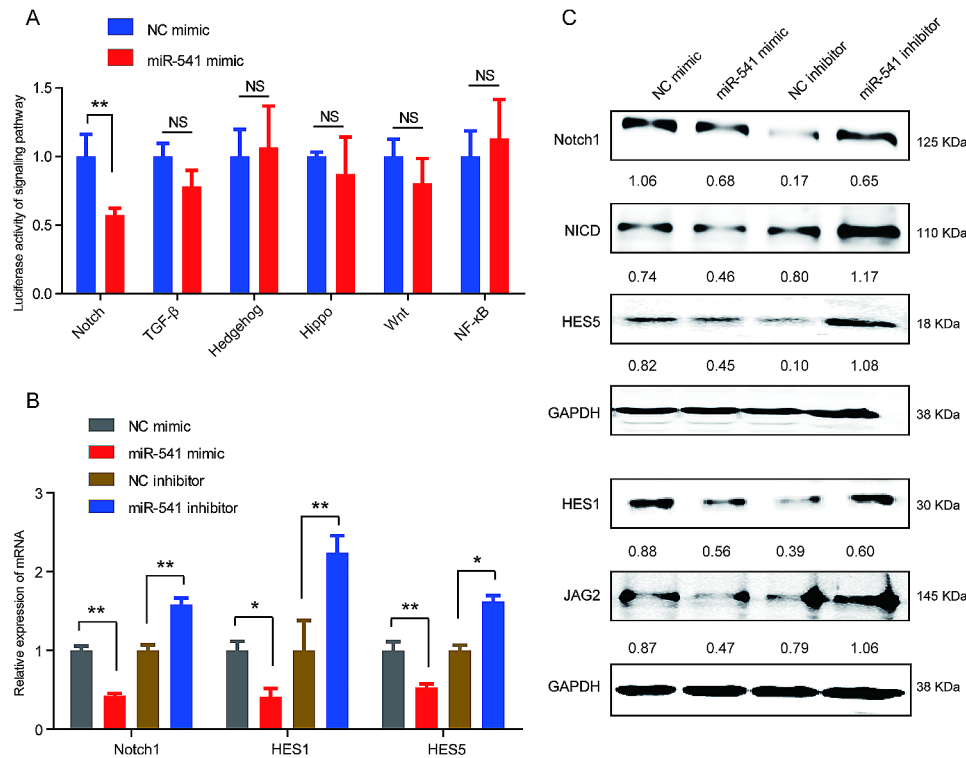 A
NC mimic
miR-541 mimic
Luciferase activity of signaling pathway
1.5
1.0
0.5
0.0
**
NS
NS
NS
NS
NS
Notch
TGF-β
Hedgehog
Hippo
Wnt
NF-κB
B
NC mimic
miR-541 mimic
NC inhibitor
miR-541 inhibitor
Relative expression of mRNA
3
2
1
0
**
**
*
**
**
*
Notch1
HES1
HES5
C
NC mimic
miR-541 mimic
NC inhibitor
miR-541 inhibitor
Notch1
125 KDa
1.06 0.68 0.17 0.65
NICD
110 KDa
0.74 0.46 0.80 1.17
HES5
18 KDa
0.82 0.45 0.10 1.08
GAPDH
38 KDa
HES1
30 KDa
0.88 0.56 0.39 0.60
JAG2
145 KDa
0.87 0.47 0.79 1.06
GAPDH
38 KDa